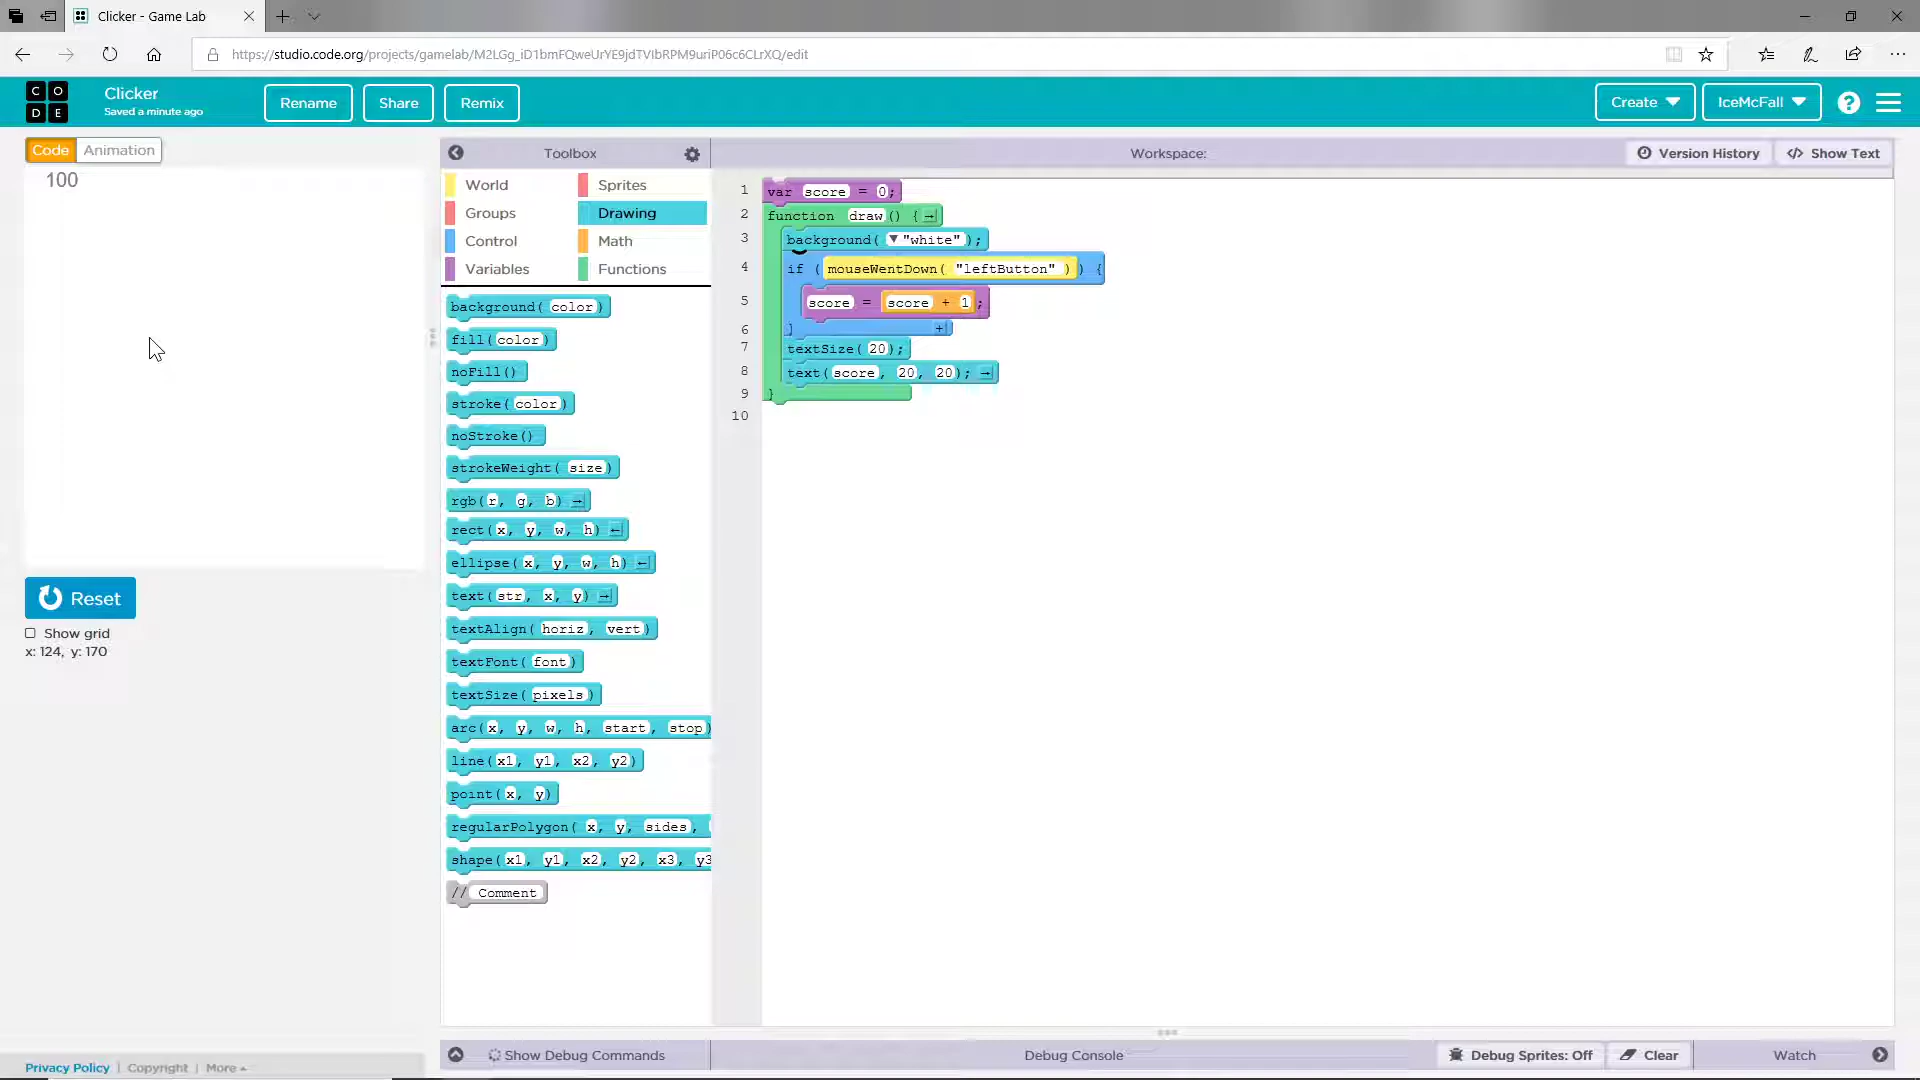 Clicker - Game Lab
https://studio.code.org/projects/gamelab/M2LGg_iD1bmFQweUrYE9jdTVIbRPM9uriP06c6CLrXQ/edit
CODE
Clicker
Saved a minute ago
Rename
Share
Remix
Create
IceMcFall
?
Code
Animation
100
Reset
Show grid
x: 124, y: 170
Toolbox
World
Sprites
Groups
Drawing
Control
Math
Variables
Functions
background( color )
fill( color )
noFill()
stroke( color )
noStroke()
strokeWeight( size )
rgb( r, g, b )
rect( x, y, w, h )
ellipse( x, y, w, h )
text( str, x, y )
textAlign( horiz, vert )
textFont( font )
textSize( pixels )
arc( x, y, w, h, start, stop )
line( x1, y1, x2, y2 )
point( x, y )
regularPolygon( x, y, sides,
shape( x1, y1, x2, y2, x3, y3
// Comment
Workspace:
Version History
</> Show Text
1 var score = 0;
2 function draw() {
3 background( "white" );
4 if ( mouseWentDown( "leftButton" ) ) {
5 score = score + 1 ;
6 }
7 textSize( 20 );
8 text( score, 20, 20 );
9 }
10
Show Debug Commands
Debug Console
Debug Sprites: Off
Clear
Watch
Privacy Policy | Copyright | More